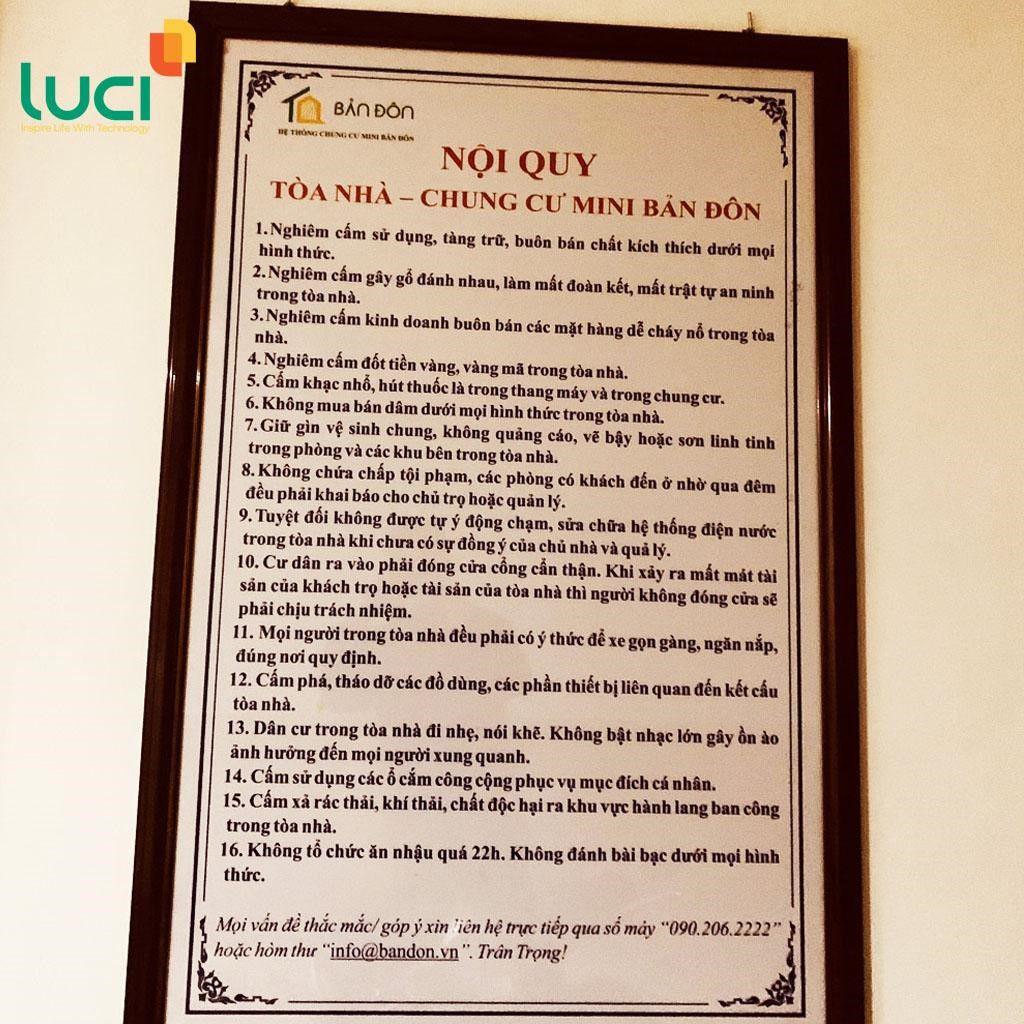 luci
Inspire Life With Technology
BẢN ĐÔN
HỆ THỐNG CHUNG CƯ MINI BẢN ĐÔN
NỘI QUY
TÒA NHÀ – CHUNG CƯ MINI BẢN ĐÔN
1.Nghiêm cấm sử dụng, tàng trữ, buôn bán chất kích thích dưới mọi
hình thức.
2.Nghiêm cấm gây gổ đánh nhau, làm mất đoàn kết, mất trật tự an ninh
trong tòa nhà.
3.Nghiêm cấm kinh doanh buôn bán các mặt hàng dễ cháy nổ trong tòa
nhà.
4.Nghiêm cấm đốt tiền vàng, vàng mã trong tòa nhà.
5.Cấm khạc nhổ, hút thuốc là trong thang máy và trong chung cư.
6.Không mua bán dâm dưới mọi hình thức trong tòa nhà.
7.Giữ gìn vệ sinh chung, không quảng cáo, vẽ bậy hoặc sơn linh tinh
trong phòng và các khu bên trong tòa nhà.
8.Không chứa chấp tội phạm, các phòng có khách đến ở nhờ qua đêm
đều phải khai báo cho chủ trọ hoặc quản lý.
9.Tuyệt đối không được tự ý động chạm, sửa chữa hệ thống điện nước
trong tòa nhà khi chưa có sự đồng ý của chủ nhà và quả lý.
10. Cư dân ra vào phải đóng cửa cổng cẩn thận. Khi xảy ra mất mát tài
sản của khách trọ hoặc tài sản của tòa nhà thì người không đóng cửa sẽ
phải chịu trách nhiệm.
11. Mọi người trong tòa nhà đều phải có ý thức để xe gọn gàng, ngăn nắp,
đúng nơi quy định.
12. Cấm phá, tháo dỡ các đồ dùng, các phần thiết bị liên quan đến kết cấu
tòa nhà.
13. Dân cư trong tòa nhà đi nhẹ, nói khẽ. Không bật nhạc lớn gây ồn ào
ảnh hưởng đến mọi người xung quanh.
14. Cấm sử dụng các ổ cắm công cộng phục vụ mục đích cá nhân.
15. Cấm xả rác thải, khí thải, chất độc hại ra khu vực hành lang ban công
trong tòa nhà.
16. Không tổ chức ăn nhậu quá 22h. Không đánh bài bạc dưới mọi hình
thức.
Mọi vấn đề thắc mắc/ góp ý xin liên hệ trực tiếp qua số máy "090.206.2222"
hoặc hòm thư "info@bandon.vn". Trân Trọng!